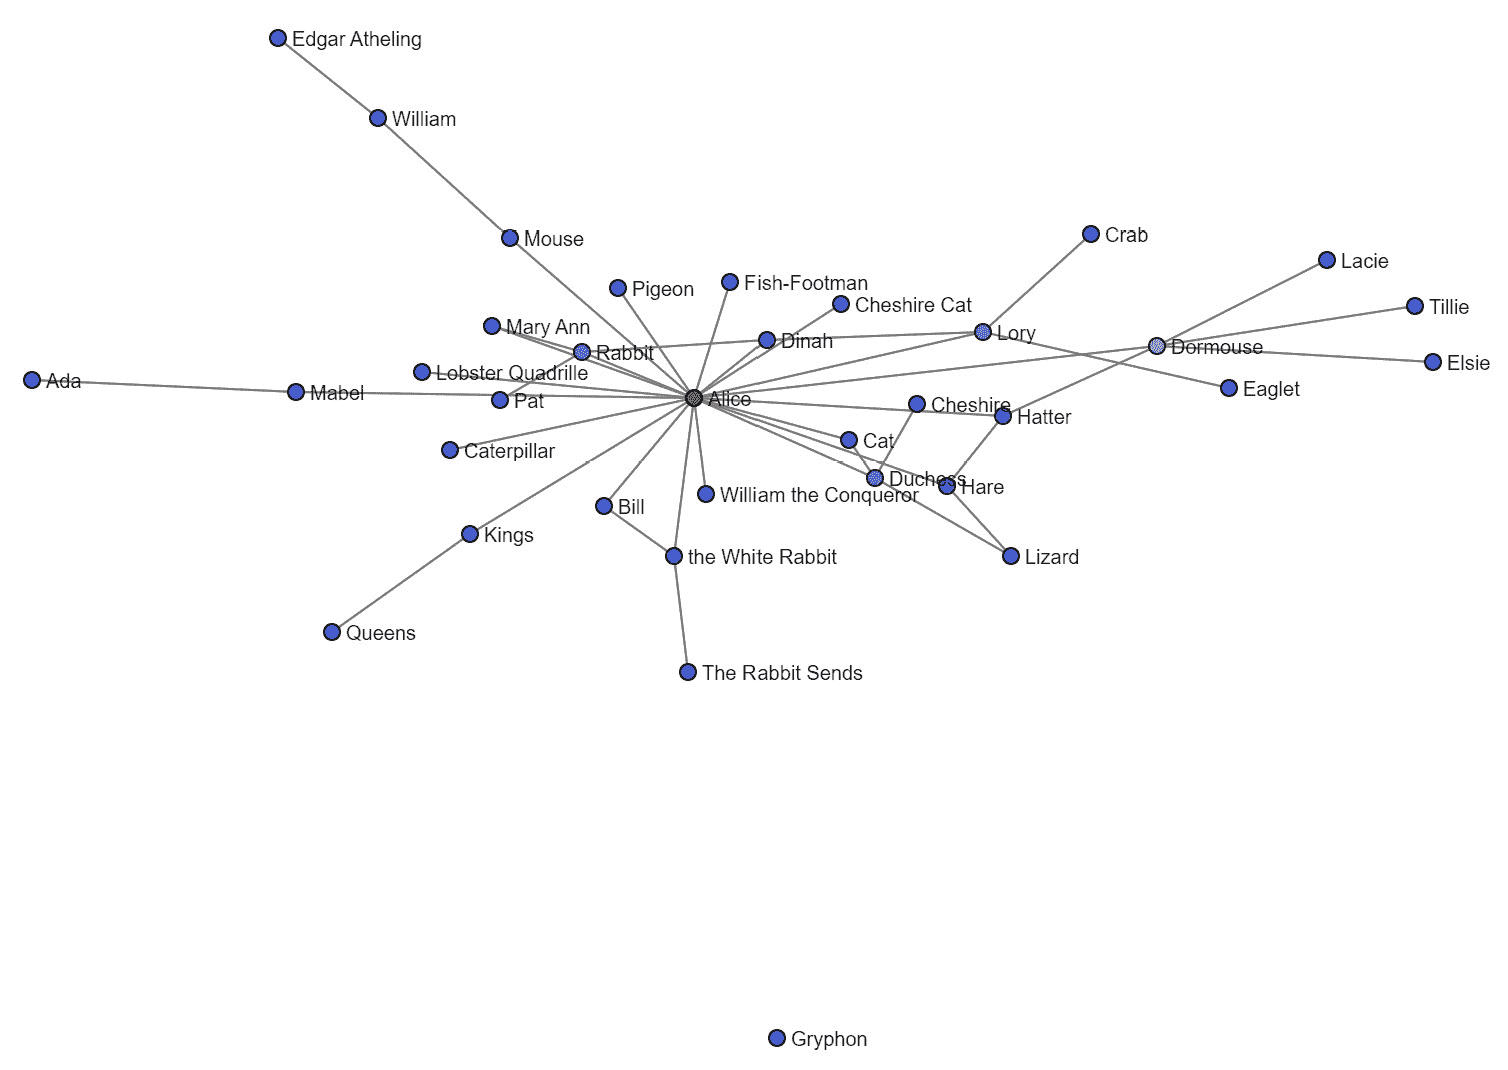 Edgar Atheling
William
Mouse
Crab
Lacie
Pigeon
Fish-Footman
Cheshire Cat
Tillie
Mary Ann
Rabbit
Dinah
Lory
Dormouse
Elsie
Lobster Quadrille
Ada
Mabel
Pat
Alice
Cheshire
Hatter
Eaglet
Caterpillar
Cat
Duchess
Hare
William the Conqueror
Bill
Kings
the White Rabbit
Lizard
Queens
The Rabbit Sends
Gryphon